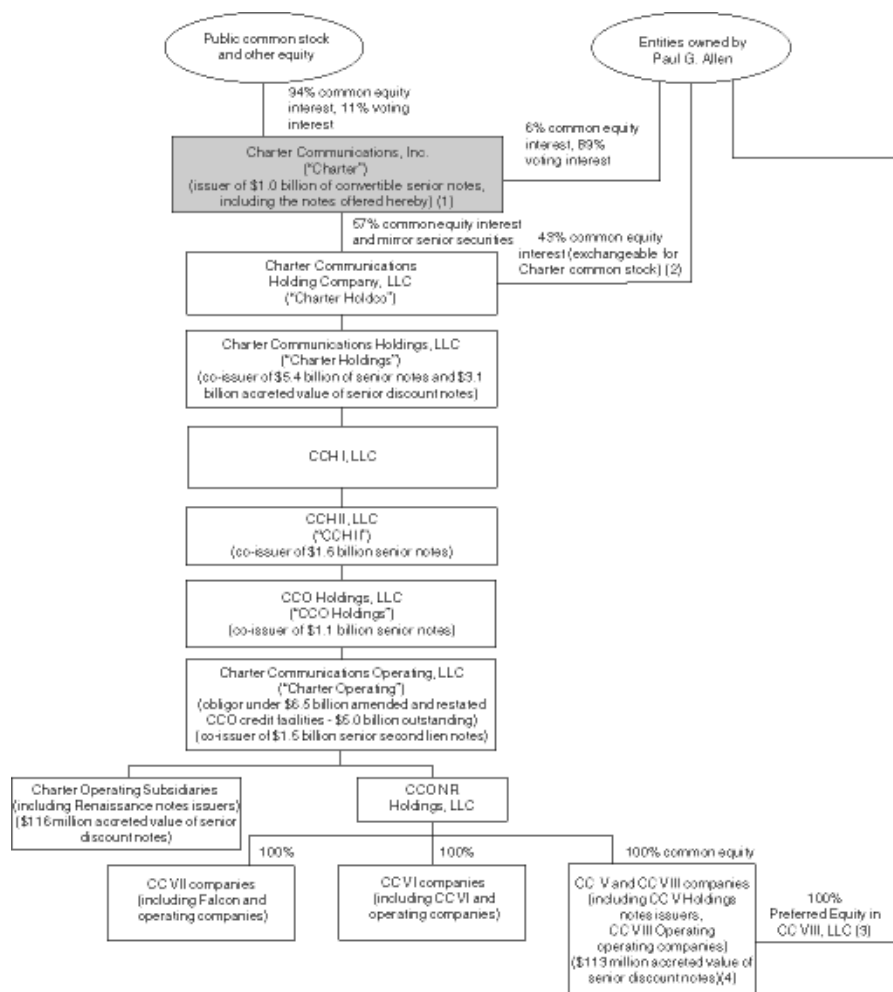 Public common stock
and other equity
Entities owned by
Paul G. Allen
94% common equity
interest, 11% voting
interest
6% common equity
interest, 89%
voting interest
Charter Communications, Inc.
("Charter")
(issuer of $1.0 billion of convertible senior notes,
including the notes offered hereby) (1)
57% common equity interest
and mirror senior securities
43% common equity
interest (exchangeable for
Charter common stock) (2)
Charter Communications
Holding Company, LLC
("Charter Holdco")
Charter Communications Holdings, LLC
("Charter Holdings")
(co-issuer of $5.4 billion of senior notes and $3.1
billion accreted value of senior discount notes)
CCH I, LLC
CCH II, LLC
("CCH II")
(co-issuer of $1.6 billion senior notes)
CCO Holdings, LLC
("CCO Holdings")
(co-issuer of $1.1 billion senior notes)
Charter Communications Operating, LLC
("Charter Operating")
(obligor under $6.5 billion amended and restated
CCO credit facilities - $5.0 billion outstanding)
(co-issuer of $1.5 billion senior second lien notes)
Charter Operating Subsidiaries
(including Renaissance notes issuers)
($116 million accreted value of senior
discount notes)
CCO NR
Holdings, LLC
100%
100%
100% common equity
CC VII companies
(including Falcon and
operating companies)
CC VI companies
(including CC VI and
operating companies)
CC V and CC VIII companies
(including CC V Holdings
notes issuers,
CC VIII Operating
operating companies)
($113 million accreted value of
senior discount notes)(4)
100%
Preferred Equity in
CC VIII, LLC (3)